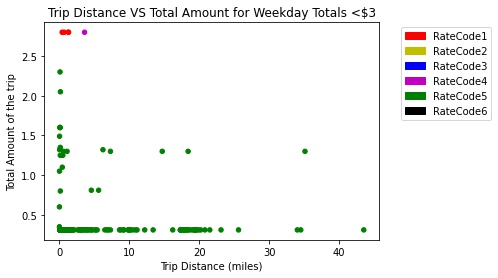 Trip Distance VS Total Amount for Weekday Totals <$3
Total Amount of the trip
2.5
2.0
1.5
1.0
0.5
0
10
20
30
40
Trip Distance (miles)
RateCode1
RateCode2
RateCode3
RateCode4
RateCode5
RateCode6